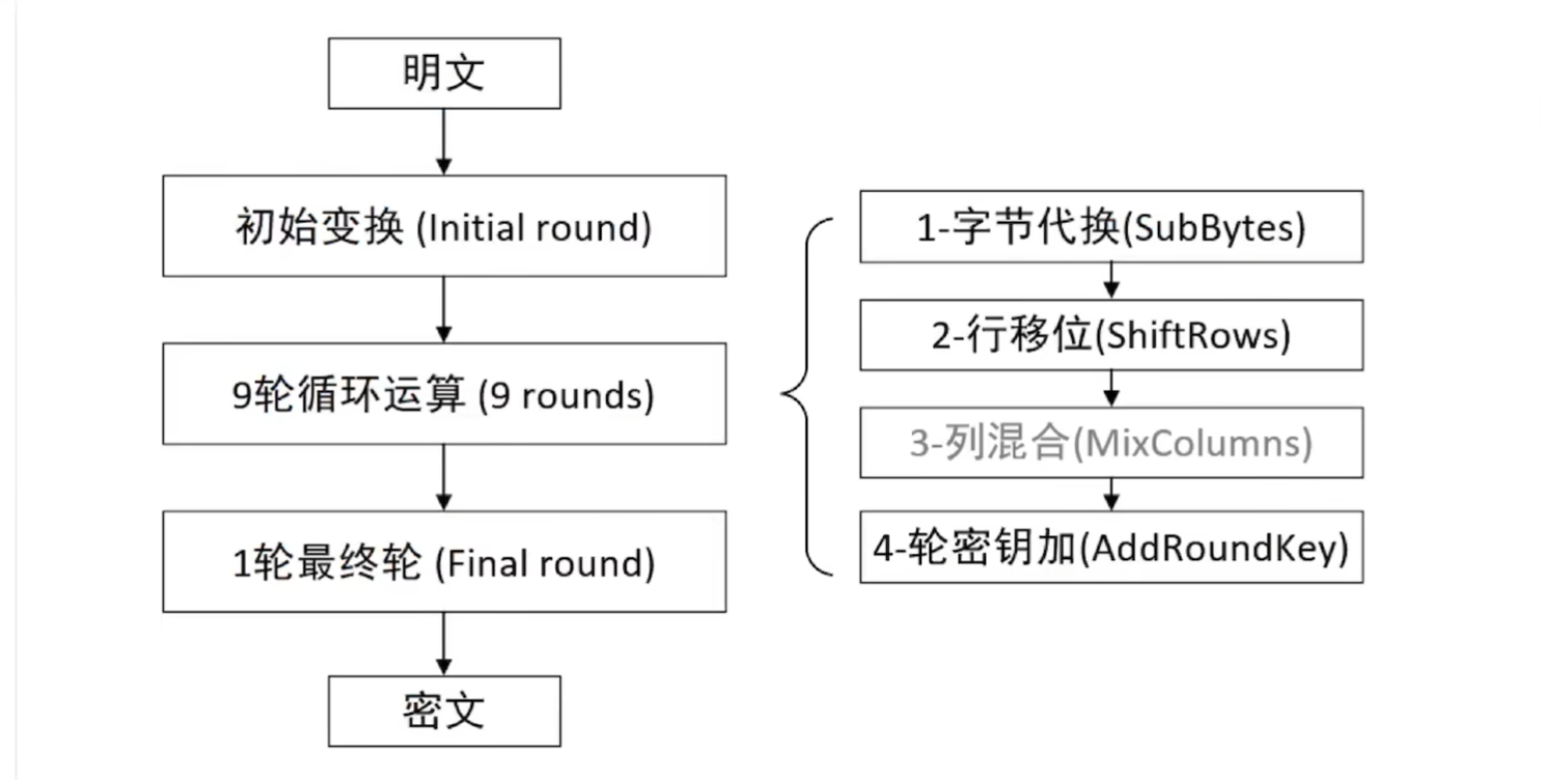 明文
初始变换 (Initial round)
9轮循环运算 (9 rounds)
1轮最终轮 (Final round)
密文
1-字节代换(SubBytes)
2-行移位(ShiftRows)
3-列混合(MixColumns)
4-轮密钥加(AddRoundKey)